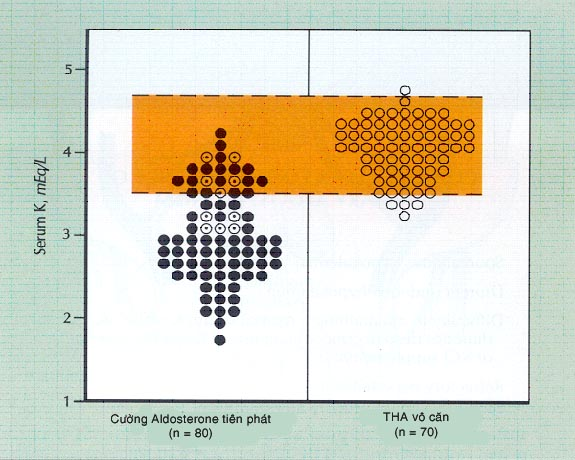 Serum K, mEq/L
5
4
3
2
1
Cường Aldosterone tiên phát
(n = 80)
THA vô căn
(n = 70)